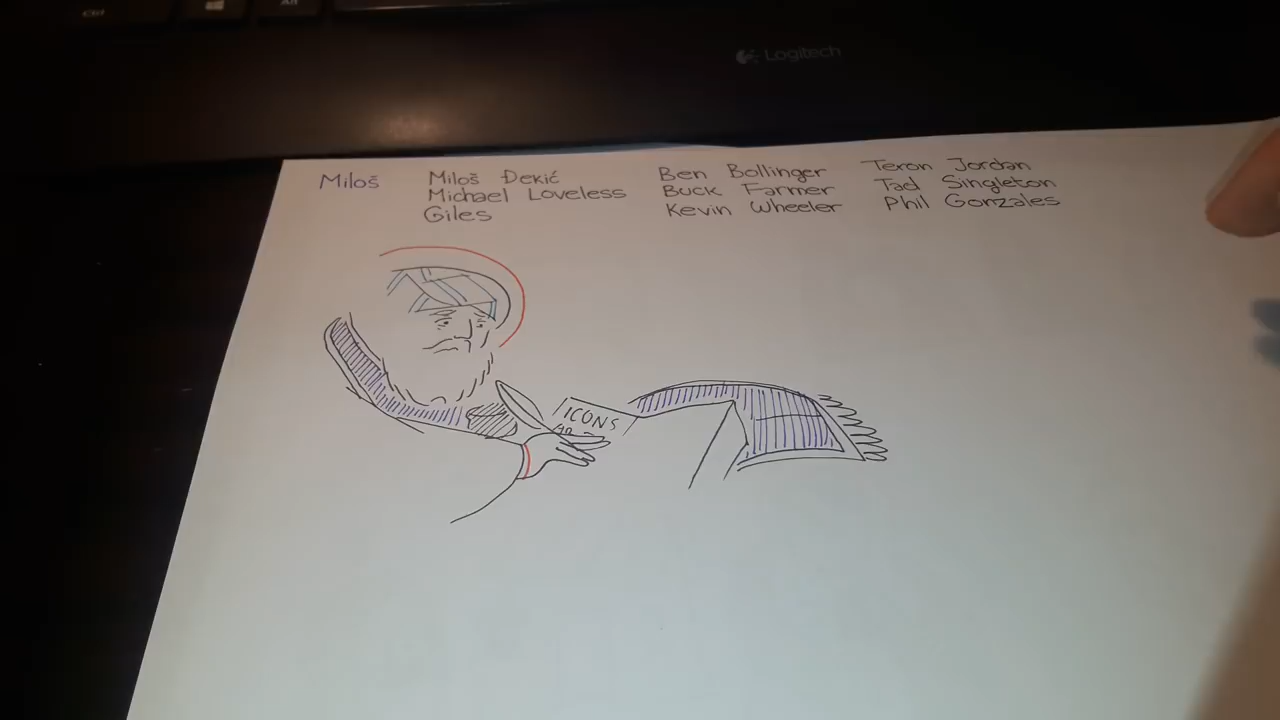 Logitech
Miloš
Miloš Đekić
Michael Loveless
Giles
Ben Bollinger
Buck Farmer
Kevin Wheeler
Teron Jordan
Tad Singleton
Phil Gonzales
ICONS